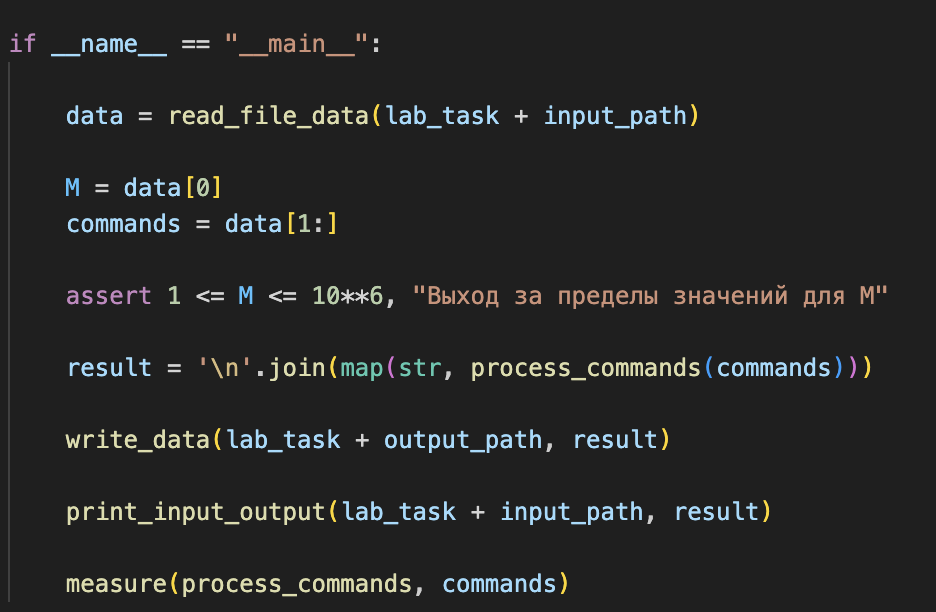 if __name__ == "__main__":
data = read_file_data(lab_task + input_path)
M = data[0]
commands = data[1:]
assert 1 <= M <= 10**6, "Выход за пределы значений для M"
result = '\n'.join(map(str, process_commands(commands)))
write_data(lab_task + output_path, result)
print_input_output(lab_task + input_path, result)
measure(process_commands, commands)